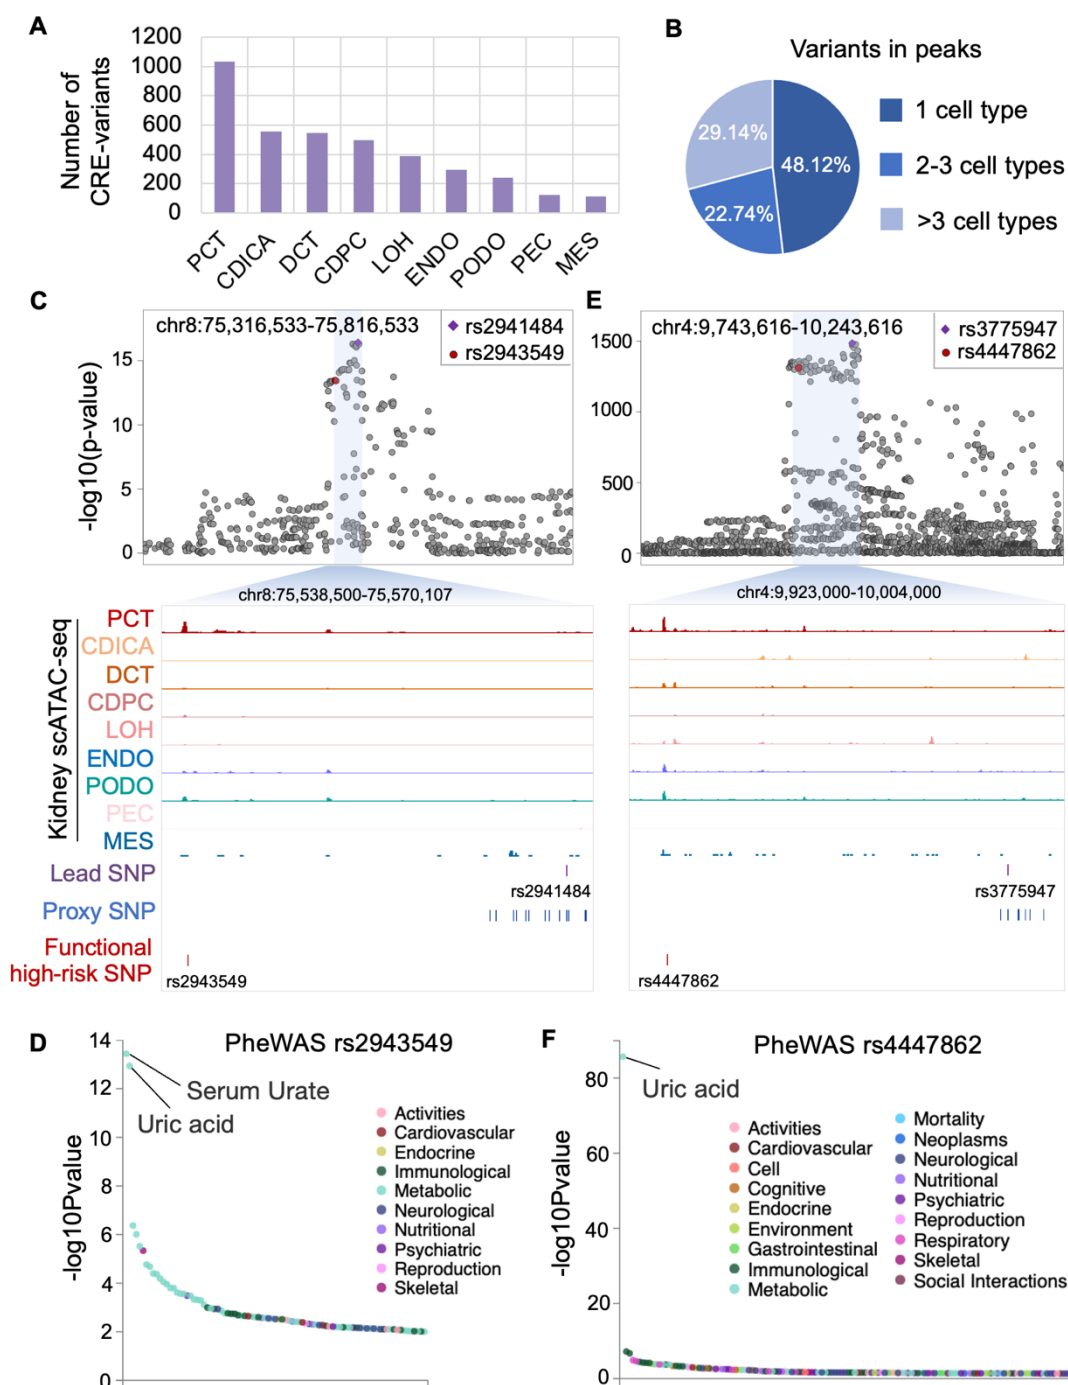 A
Number of
CRE-variants
1200
1000
800
600
400
200
0
PCT
CDICA
DCT
CDPC
LOH
ENDO
PODO
PEC
MES
B
Variants in peaks
29.14%
48.12%
22.74%
1 cell type
2-3 cell types
>3 cell types
C
chr8:75,316,533-75,816,533
rs2941484
rs2943549
-log10(p-value)
15
10
5
0
chr8:75,538,500-75,570,107
E
chr4:9,743,616-10,243,616
rs3775947
rs4447862
1500
1000
500
0
chr4:9,923,000-10,004,000
Kidney scATAC-seq
PCT
CDICA
DCT
CDPC
LOH
ENDO
PODO
PEC
MES
Lead SNP
rs2941484
rs3775947
Proxy SNP
Functional
high-risk SNP
rs2943549
rs4447862
D
PheWAS rs2943549
-log10Pvalue
14
12
10
8
6
4
2
0
Serum Urate
Uric acid
Activities
Cardiovascular
Endocrine
Immunological
Metabolic
Neurological
Nutritional
Psychiatric
Reproduction
Skeletal
F
PheWAS rs4447862
-log10Pvalue
80
60
40
20
0
Uric acid
Activities
Cardiovascular
Cell
Cognitive
Endocrine
Environment
Gastrointestinal
Immunological
Metabolic
Mortality
Neoplasms
Neurological
Nutritional
Psychiatric
Reproduction
Respiratory
Skeletal
Social Interactions